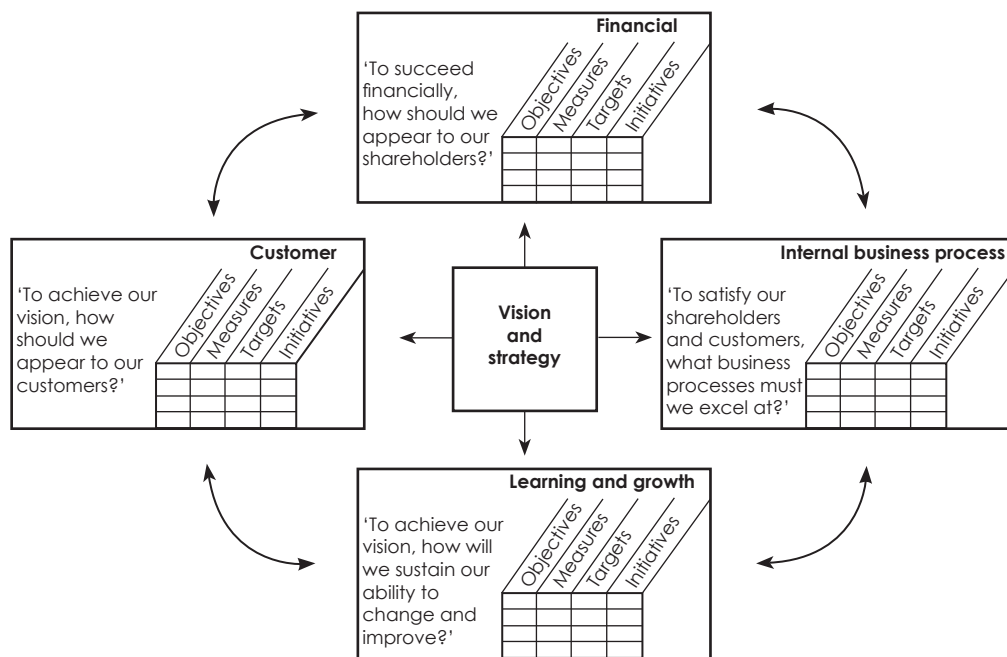 Financial
‘To succeed
financially,
how should we
appear to our
shareholders?’
Objectives
Measures
Targets
Initiatives
Customer
‘To achieve our
vision, how
should we
appear to our
customers?’
Objectives
Measures
Targets
Initiatives
Vision
and
strategy
Internal business process
‘To satisfy our
shareholders
and customers,
what business
processes must
we excel at?’
Objectives
Measures
Targets
Initiatives
Learning and growth
‘To achieve our
vision, how will
we sustain our
ability to
change and
improve?’
Objectives
Measures
Targets
Initiatives